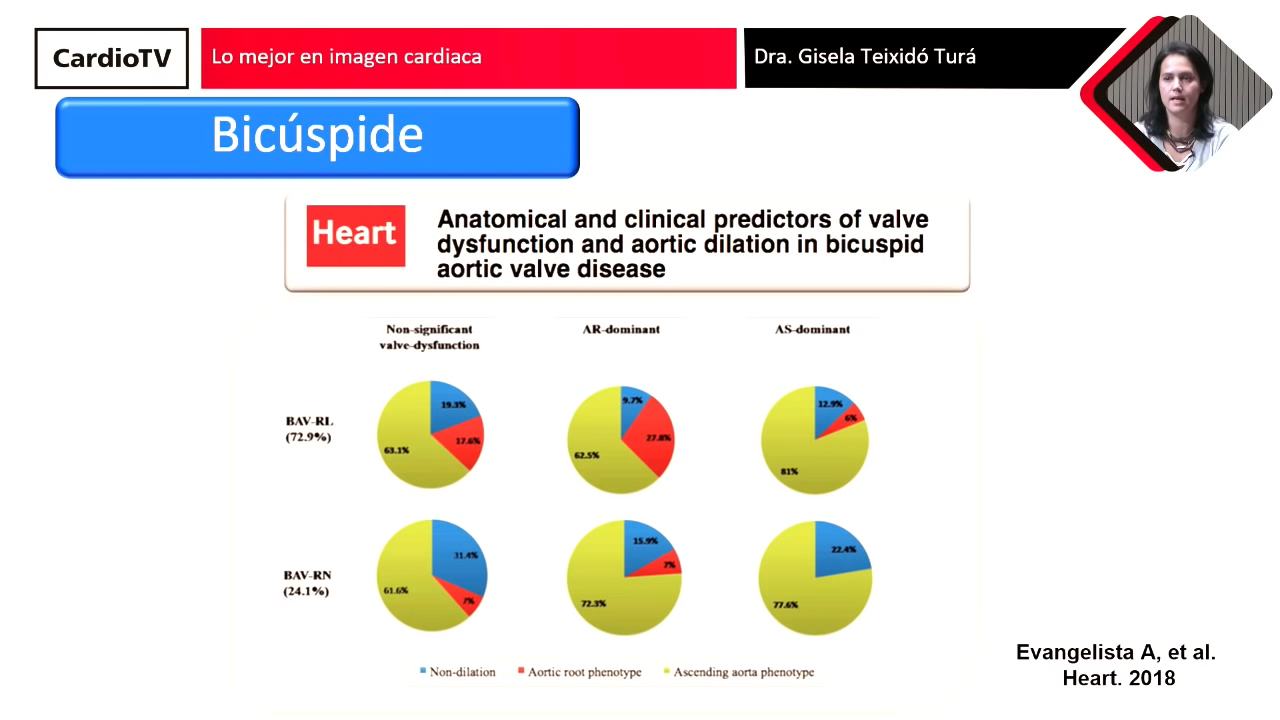 CardioTV
Lo mejor en imagen cardiaca
Dra. Gisela Teixidó Turá
Bicúspide
Heart
Anatomical and clinical predictors of valve
dysfunction and aortic dilation in bicuspid
aortic valve disease
Non-significant
valve-dysfunction
AR-dominant
AS-dominant
BAV-RL
(72.9%)
19.3%
17.6%
63.1%
9.7%
27.8%
62.5%
12.9%
6%
81%
BAV-RN
(24.1%)
31.4%
7%
61.6%
15.9%
7%
72.3%
22.4%
77.6%
Non-dilation
Aortic root phenotype
Ascending aorta phenotype
Evangelista A, et al.
Heart. 2018